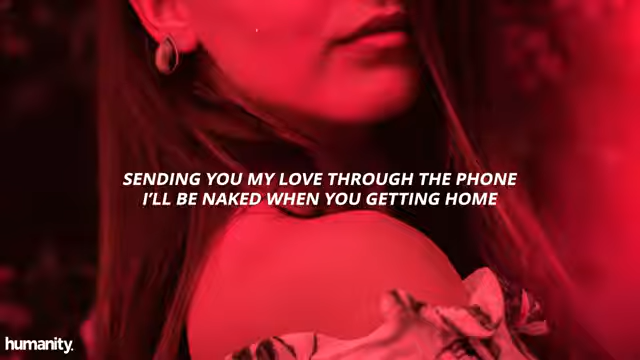 SENDING YOU MY LOVE THROUGH THE PHONE
I'LL BE NAKED WHEN YOU GETTING HOME
humanity.